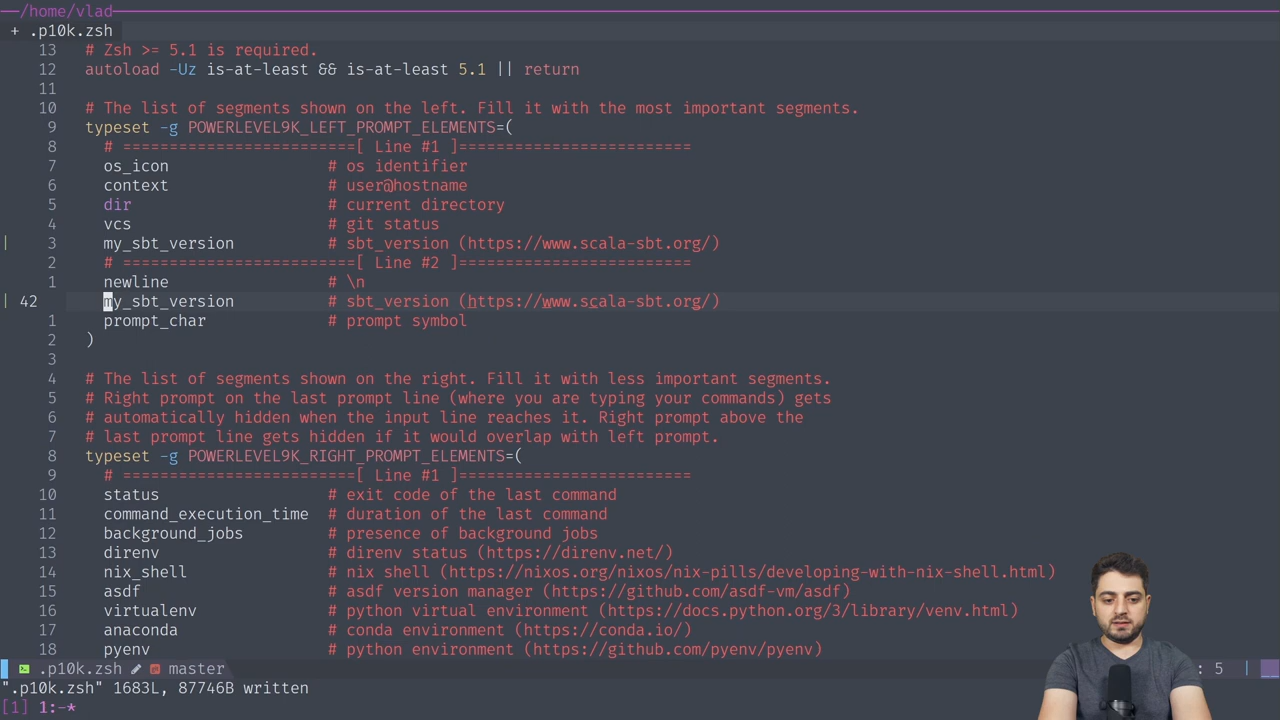 /home/vlad
+ .p10k.zsh
13 # Zsh >= 5.1 is required.
12 autoload -Uz is-at-least && is-at-least 5.1 || return
11
10 # The list of segments shown on the left. Fill it with the most important segments.
9 typeset -g POWERLEVEL9K_LEFT_PROMPT_ELEMENTS=(
8 # =========================[ Line #1 ]=========================
7 os_icon # os identifier
6 context # user@hostname
5 dir # current directory
4 vcs # git status
3 my_sbt_version # sbt_version (https://www.scala-sbt.org/)
2 # =========================[ Line #2 ]=========================
1 newline # \n
42 my_sbt_version # sbt_version (https://www.scala-sbt.org/)
1 prompt_char # prompt symbol
2 )
3
4 # The list of segments shown on the right. Fill it with less important segments.
5 # Right prompt on the last prompt line (where you are typing your commands) gets
6 # automatically hidden when the input line reaches it. Right prompt above the
7 # last prompt line gets hidden if it would overlap with left prompt.
8 typeset -g POWERLEVEL9K_RIGHT_PROMPT_ELEMENTS=(
9 # =========================[ Line #1 ]=========================
10 status # exit code of the last command
11 command_execution_time # duration of the last command
12 background_jobs # presence of background jobs
13 direnv # direnv status (https://direnv.net/)
14 nix_shell # nix shell (https://nixos.org/nixos/nix-pills/developing-with-nix-shell.html)
15 asdf # asdf version manager (https://github.com/asdf-vm/asdf)
16 virtualenv # python virtual environment (https://docs.python.org/3/library/venv.html)
17 anaconda # conda environment (https://conda.io/)
18 pyenv # python environment (https://github.com/pyenv/pyenv)
.p10k.zsh master : 5
".p10k.zsh" 1683L, 87746B written
[1] 1:-*